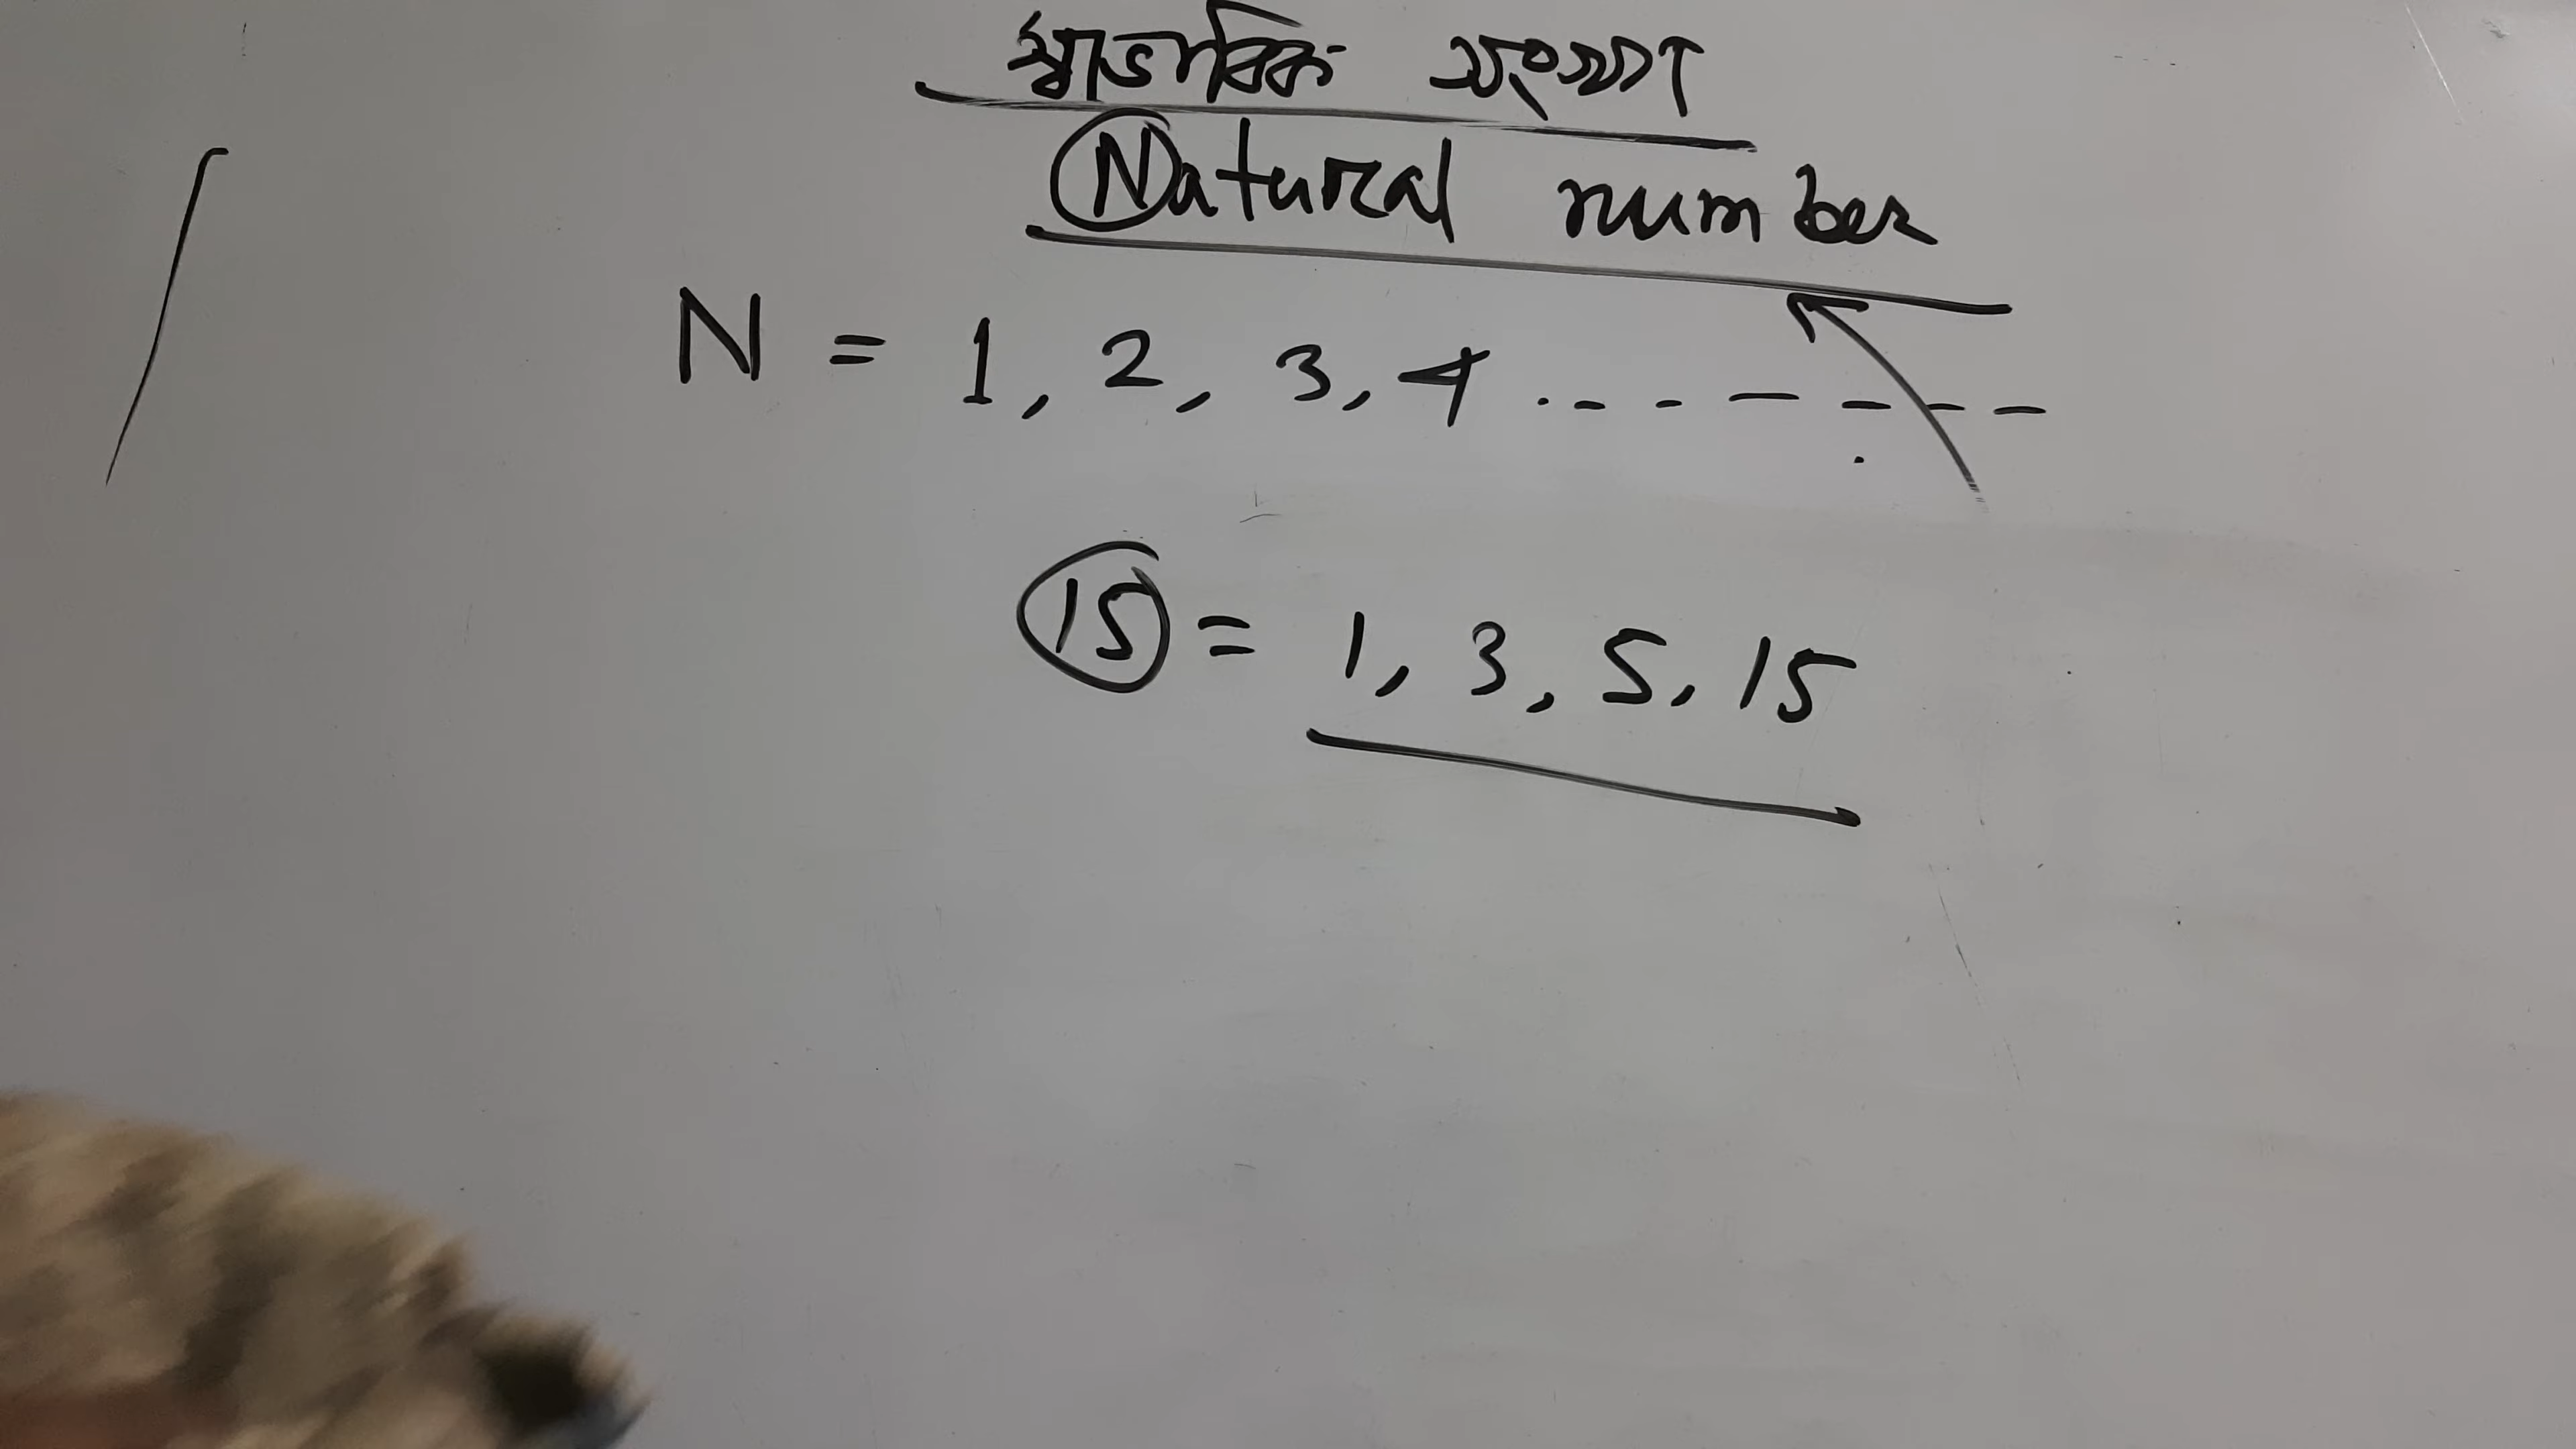 স্বাভাবিক সংখ্যা
Natural number
N = 1, 2, 3, 4 . - - - - - -
15 = 1, 3, 5, 15